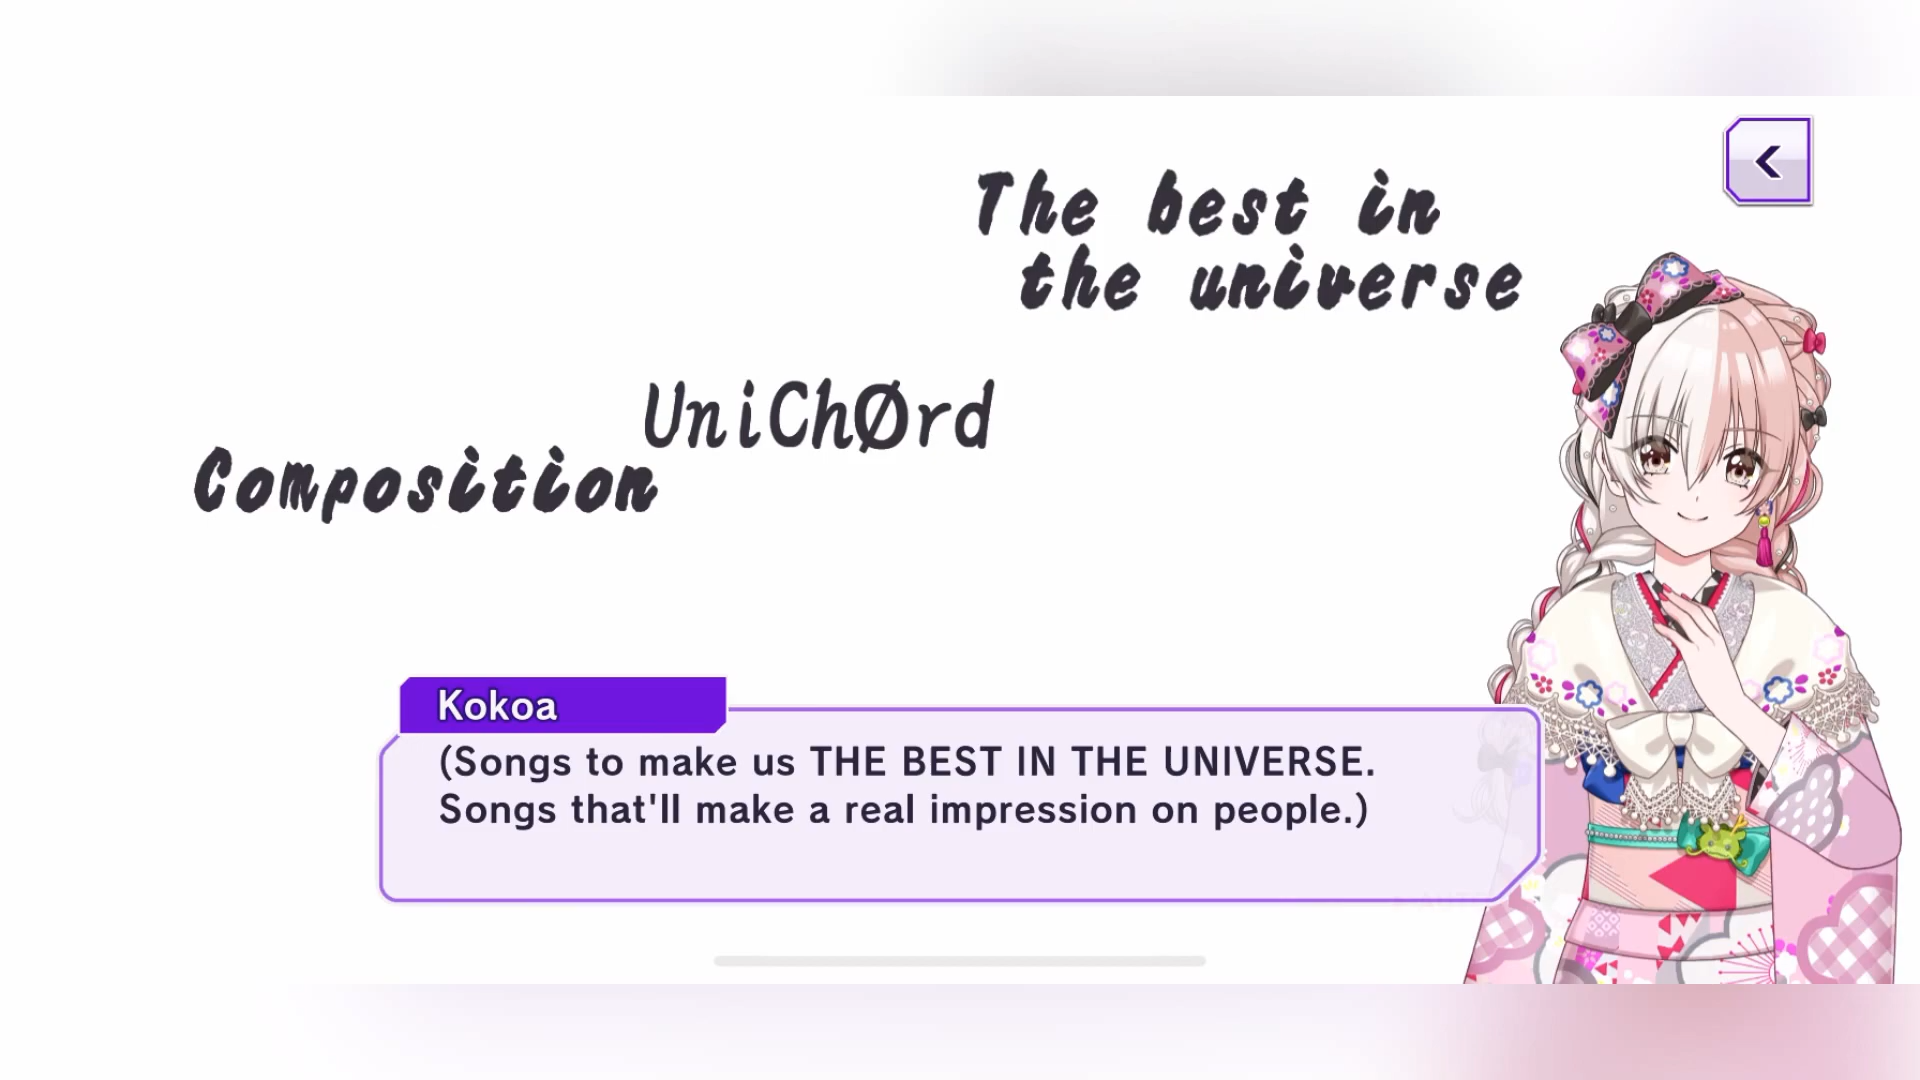 The best in
the universe
UniChØrd
Composition
Kokoa
(Songs to make us THE BEST IN THE UNIVERSE.
Songs that'll make a real impression on people.)